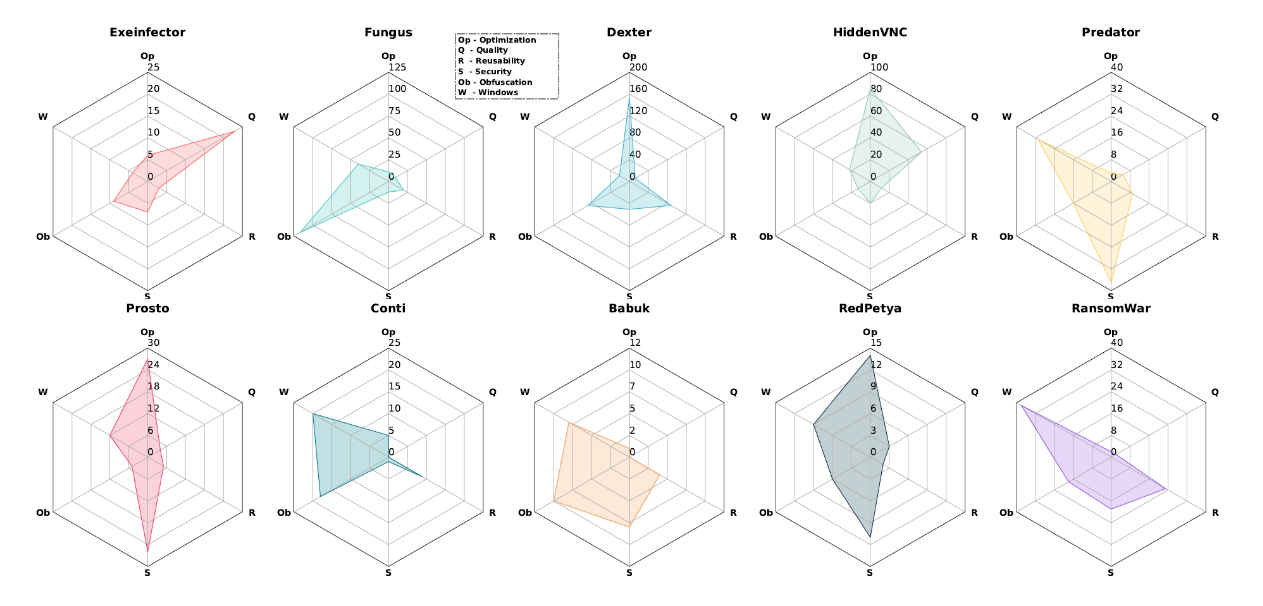 Exeinfector
Op
25
20
15
10
5
0
W
Q
Ob
R
S
Fungus
Op
125
100
75
50
25
0
W
Q
Ob
R
S
Op - Optimization
Q - Quality
R - Reusability
S - Security
Ob - Obfuscation
W - Windows
Dexter
Op
200
160
120
80
40
0
W
Q
Ob
R
S
HiddenVNC
Op
100
80
60
40
20
0
W
Q
Ob
R
S
Predator
Op
40
32
24
16
8
0
W
Q
Ob
R
S
Prosto
Op
30
24
18
12
6
0
W
Q
Ob
R
S
Conti
Op
25
20
15
10
5
0
W
Q
Ob
R
S
Babuk
Op
12
10
7
5
2
0
W
Q
Ob
R
S
RedPetya
Op
15
12
9
6
3
0
W
Q
Ob
R
S
RansomWar
Op
40
32
24
16
8
0
W
Q
Ob
R
S